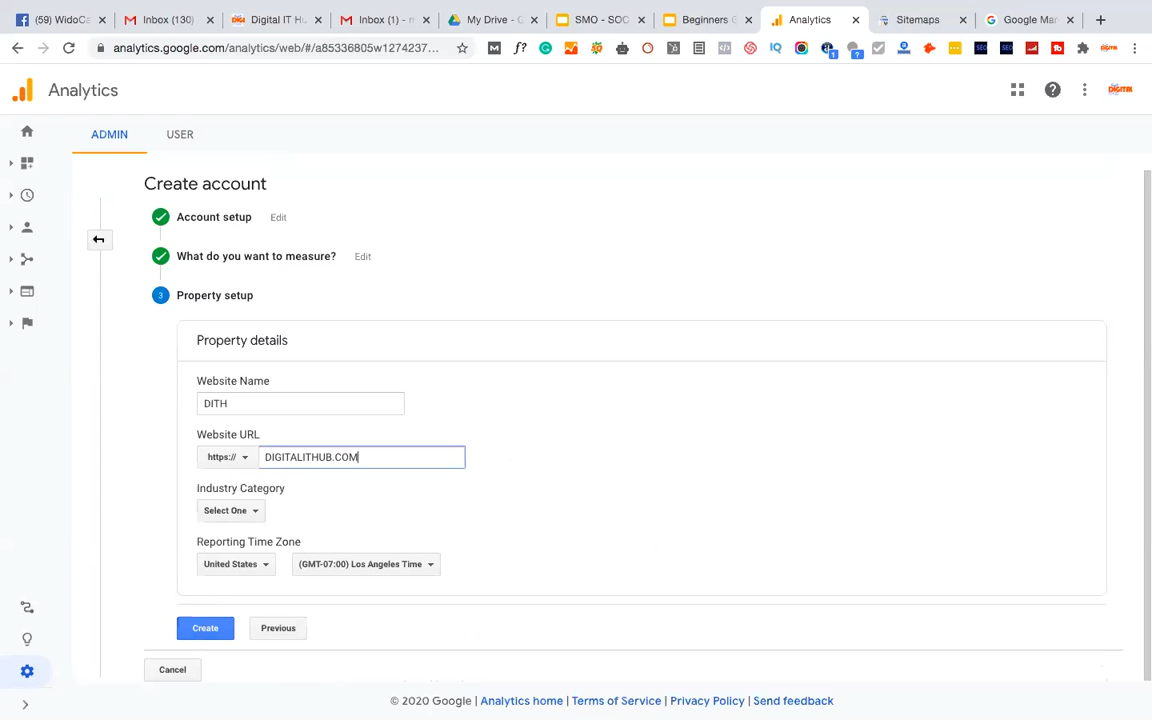 (59) WidoCa
Inbox (130)
Digital IT Hu
Inbox (1) - n
My Drive - G
SMO - SOC
Beginners G
Analytics
Sitemaps
Google Mar
analytics.google.com/analytics/web/#/a85336805w1274237...
Analytics
DIGITAL
ADMIN
USER
Create account
Account setup
Edit
What do you want to measure?
Edit
3
Property setup
Property details
Website Name
DITH
Website URL
https://
DIGITALITHUB.COM
Industry Category
Select One
Reporting Time Zone
United States
(GMT-07:00) Los Angeles Time
Create
Previous
Cancel
© 2020 Google | Analytics home | Terms of Service | Privacy Policy | Send feedback